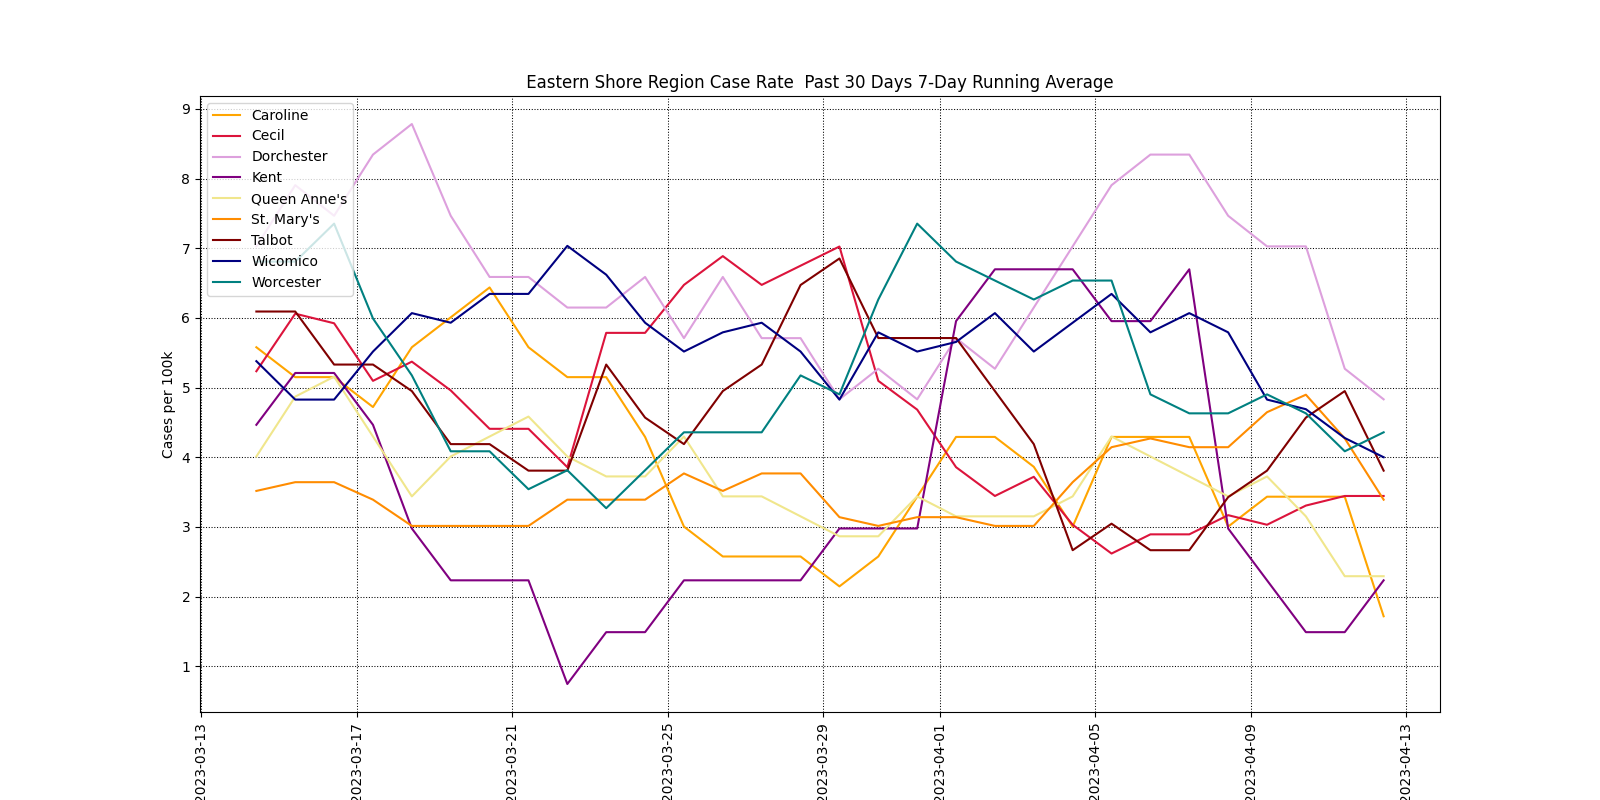 Eastern Shore Region Case Rate  Past 30 Days 7-Day Running Average
Cases per 100k
9
8
7
6
5
4
3
2
1
Caroline
Cecil
Dorchester
Kent
Queen Anne's
St. Mary's
Talbot
Wicomico
Worcester
2023-03-13
2023-03-17
2023-03-21
2023-03-25
2023-03-29
2023-04-01
2023-04-05
2023-04-09
2023-04-13